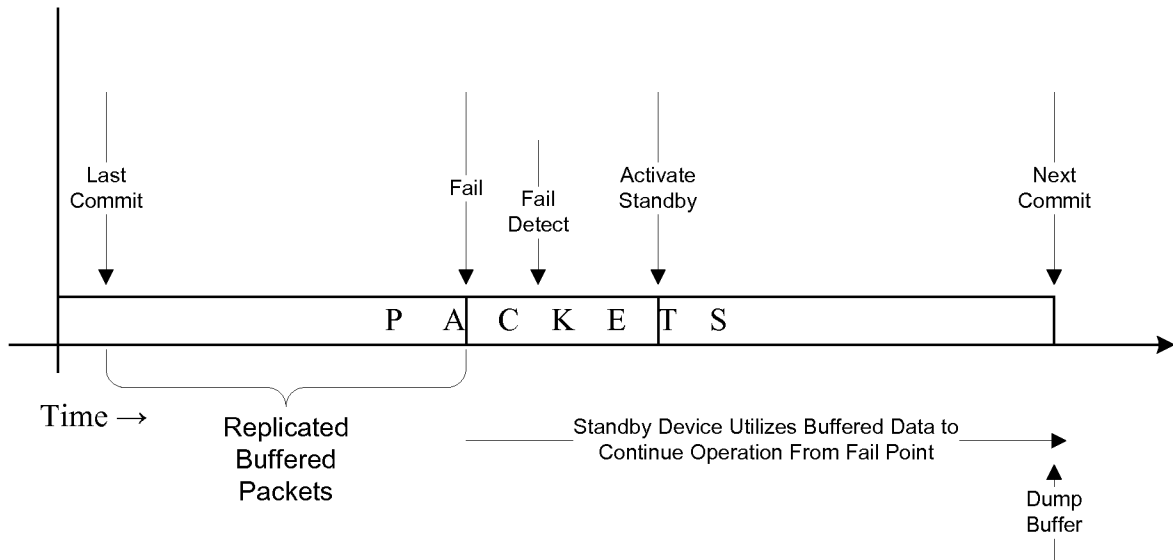 Last
Commit
Fail
Fail
Detect
Activate
Standby
Next
Commit
P A C K E T S
Time →
Replicated
Buffered
Packets
Standby Device Utilizes Buffered Data to
Continue Operation From Fail Point
Dump
Buffer